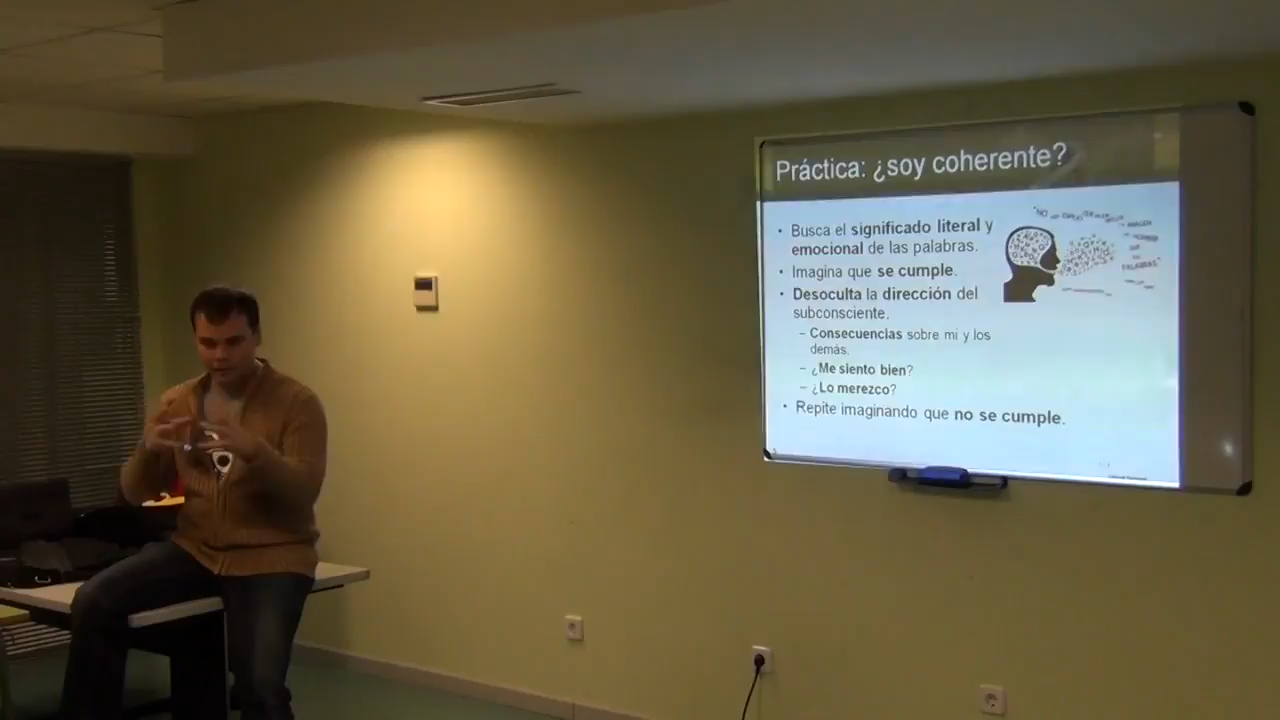 Práctica: ¿soy coherente?
• Busca el significado literal y
emocional de las palabras.
• Imagina que se cumple.
• Desoculta la dirección del
subconsciente.
– Consecuencias sobre mi y los
demás.
– ¿Me siento bien?
– ¿Lo merezco?
• Repite imaginando que no se cumple.
PALABRAS"